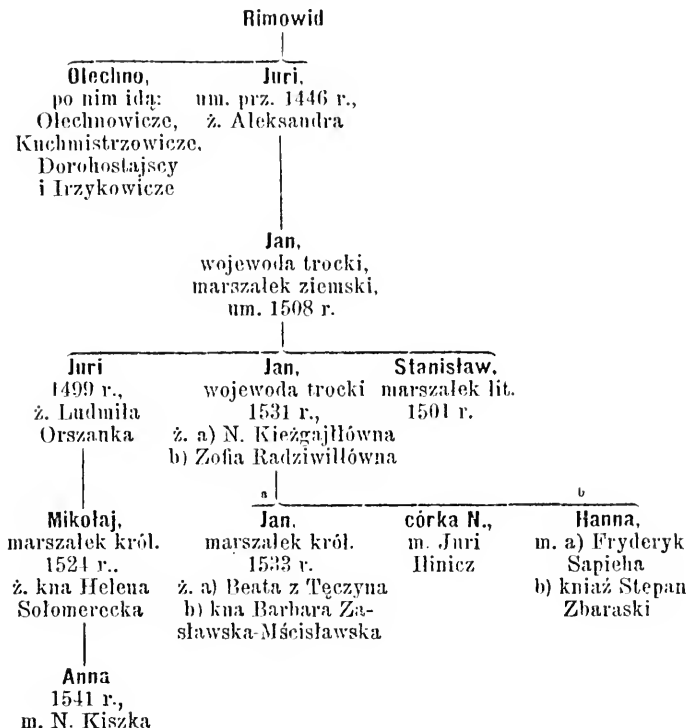 Rimowid
Olechno,
po nim idą:
Olechnowicze,
Kuchmistrzowicze,
Dorohostajscy
i Irzykowicze
Juri,
um. prz. 1446 r.,
ż. Aleksandra
Jan,
wojewoda trocki,
marszałek ziemski,
um. 1508 r.
Juri
1499 r.,
ż. Ludmiła
Orszanka
Jan,
wojewoda trocki
1531 r.,
ż. a) N. Kieżgajłłówna
b) Zofia Radziwiłłówna
Stanisław,
marszałek lit.
1501 r.
a
b
Mikołaj,
marszałek król.
1524 r..
ż. kna Helena
Sołomerecka
Jan,
marszałek król.
1533 r.
ż. a) Beata z Tęczyna
b) kna Barbara Za-
sławska-Mścisławska
córka N.,
m. Juri
Ilinicz
Hanna,
m. a) Fryderyk
Sapieha
b) kniaź Stepan
Zbaraski
Anna
1541 r.,
m. N. Kiszka